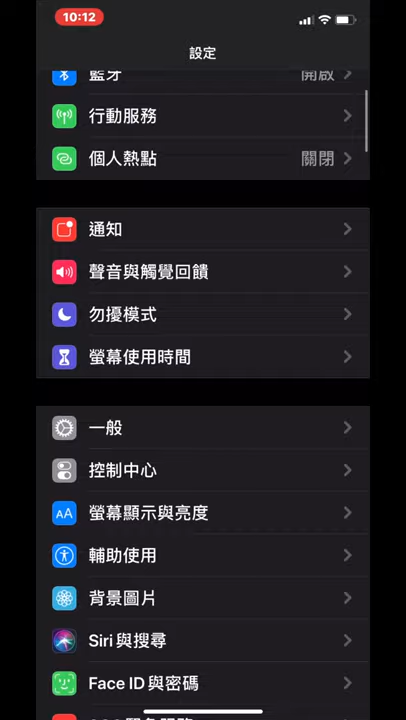 10:12
設定
藍牙 開啟
行動服務
個人熱點 關閉
通知
聲音與觸覺回饋
勿擾模式
螢幕使用時間
一般
控制中心
AA 螢幕顯示與亮度
輔助使用
背景圖片
Siri與搜尋
Face ID與密碼